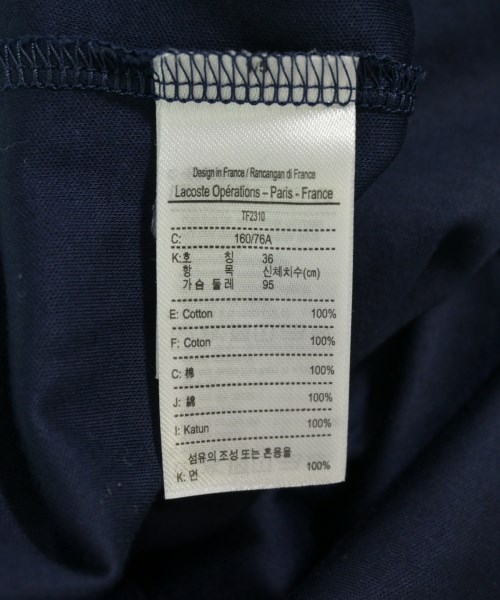 Design in France / Rancangan di France
Lacoste Opérations – Paris - France
TF2310
C: 160/76A
K: 호 칭 36
항 목 신체치수(cm)
가슴 둘레 95
E: Cotton 100%
F: Coton 100%
C: 棉 100%
J: 綿 100%
I: Katun 100%
섬유의 조성 또는 혼용율
K: 면 100%